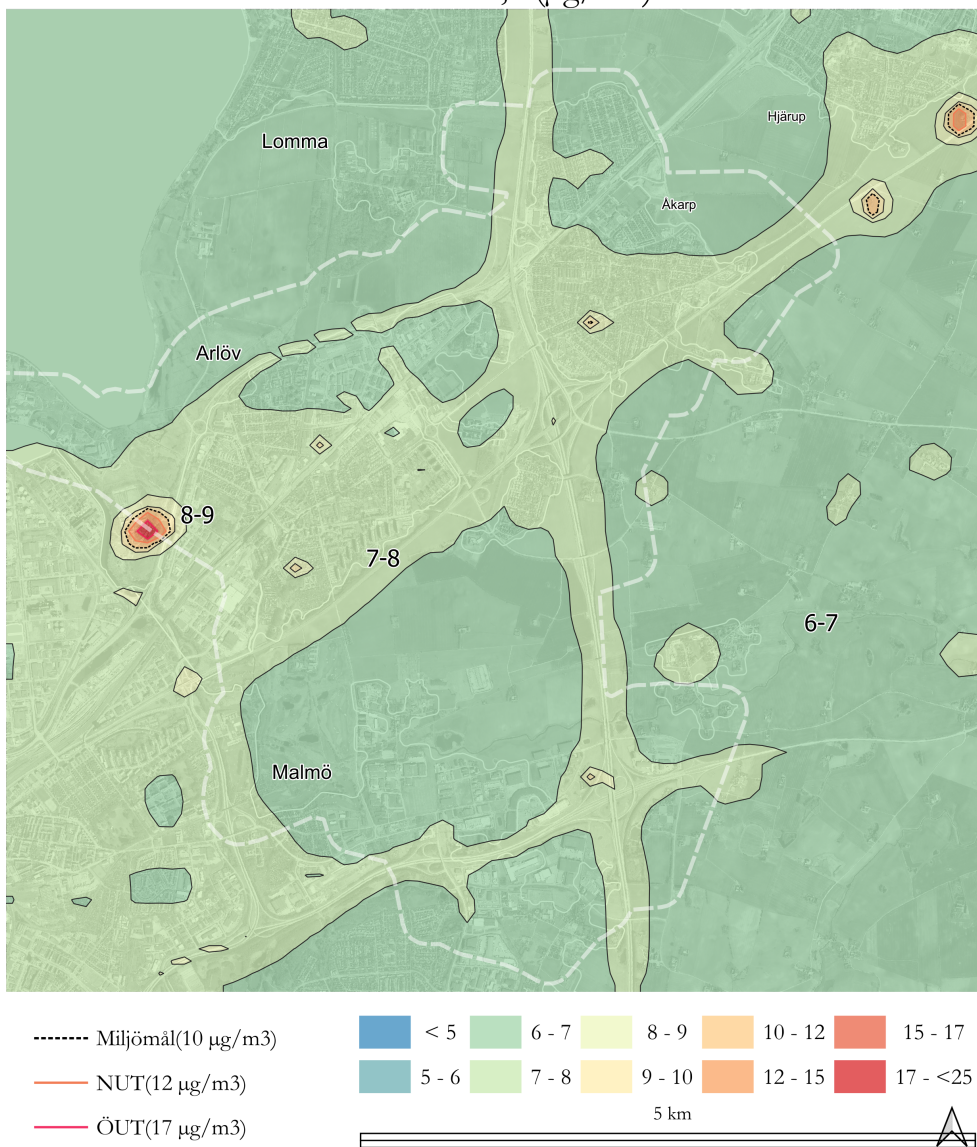 Hjärup
Lomma
Åkarp
Arlöv
8-9
7-8
6-7
Malmö
Miljömål(10 µg/m3)
NUT(12 µg/m3)
ÖUT(17 µg/m3)
< 5
6 - 7
8 - 9
10 - 12
15 - 17
5 - 6
7 - 8
9 - 10
12 - 15
17 - <25
5 km